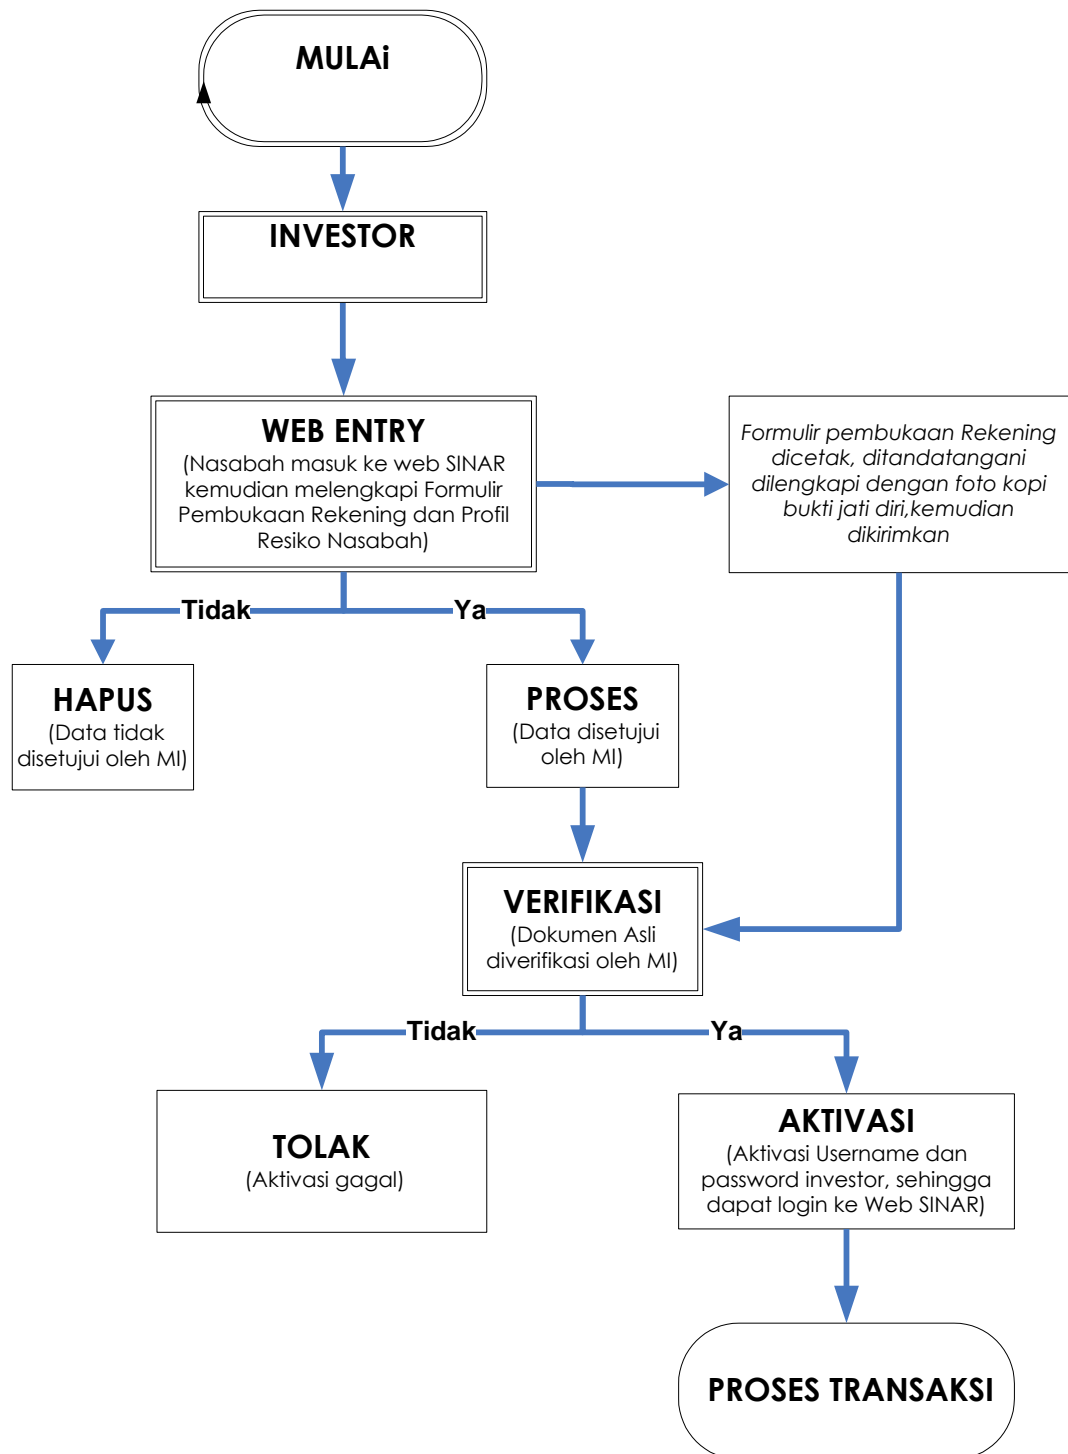 MULAi
INVESTOR
WEB ENTRY
(Nasabah masuk ke web SINAR
kemudian melengkapi Formulir
Pembukaan Rekening dan Profil
Resiko Nasabah)
Formulir pembukaan Rekening
dicetak, ditandatangani
dilengkapi dengan foto kopi
bukti jati diri,kemudian
dikirimkan
Tidak
Ya
HAPUS
(Data tidak
disetujui oleh MI)
PROSES
(Data disetujui
oleh MI)
VERIFIKASI
(Dokumen Asli
diverifikasi oleh MI)
Tidak
Ya
TOLAK
(Aktivasi gagal)
AKTIVASI
(Aktivasi Username dan
password investor, sehingga
dapat login ke Web SINAR)
PROSES TRANSAKSI